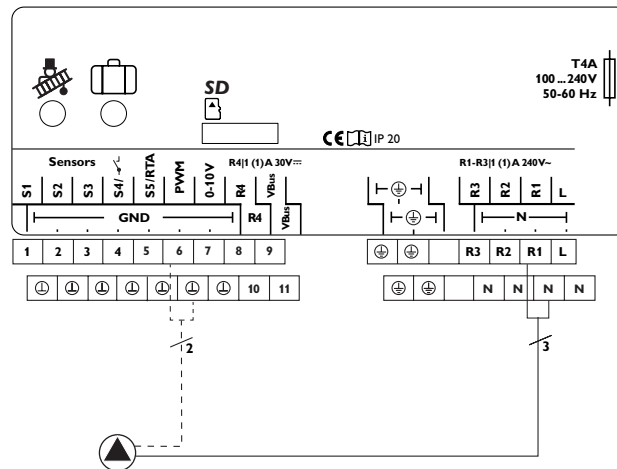 T4A
100 ... 240 V
50-60 Hz
SD
CE i IP 20
Sensors
R4|1 (1) A 30V
R1-R3|1 (1) A 240V~
S1 S2 S3 S4/ S5/RTA PWM 0-10 V R4 VBus
R3 R2 R1 L
GND R4 VBus
N
1 2 3 4 5 6 7 8 9
R3 R2 R1 L
10 11
N N N N
2
3